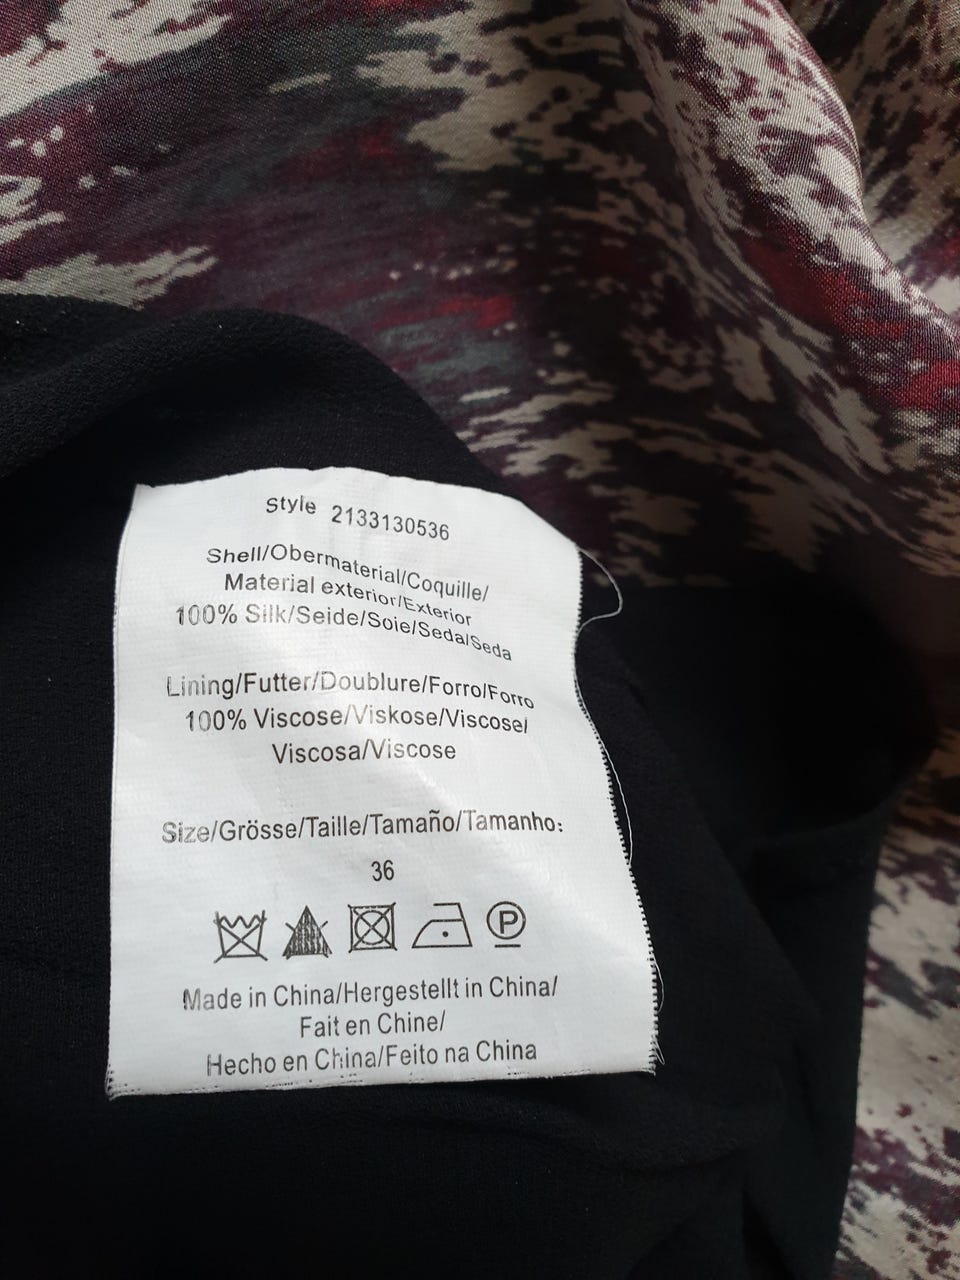 Style 2133130536
Shell/Obermaterial/Coquille/
Material exterior/Exterior
100% Silk/Seide/Soie/Seda/Seda
Lining/Futter/Doublure/Forro/Forro
100% Viscose/Viskose/Viscose/
Viscosa/Viscose
Size/Grösse/Taille/Tamaño/Tamanho:
36
P
Made in China/Hergestellt in China/
Fait en Chine/
Hecho en China/Feito na China